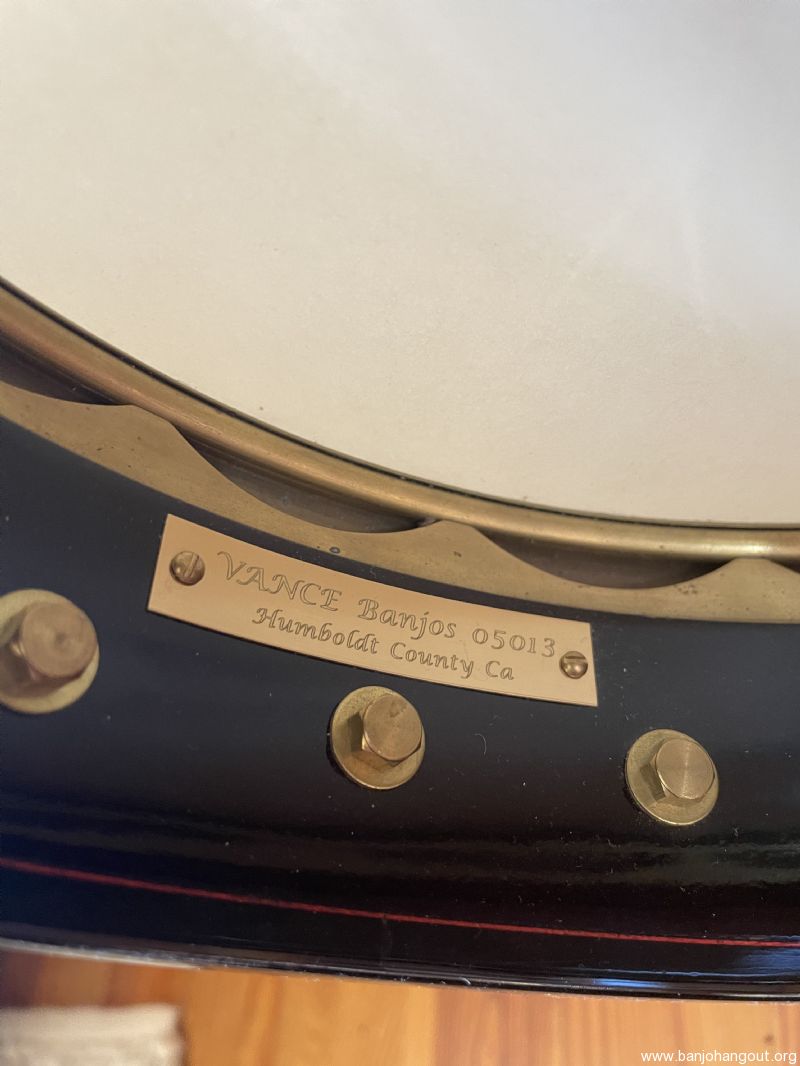 VANCE Banjos 05013
Humboldt County Ca
www.banjohangout.org